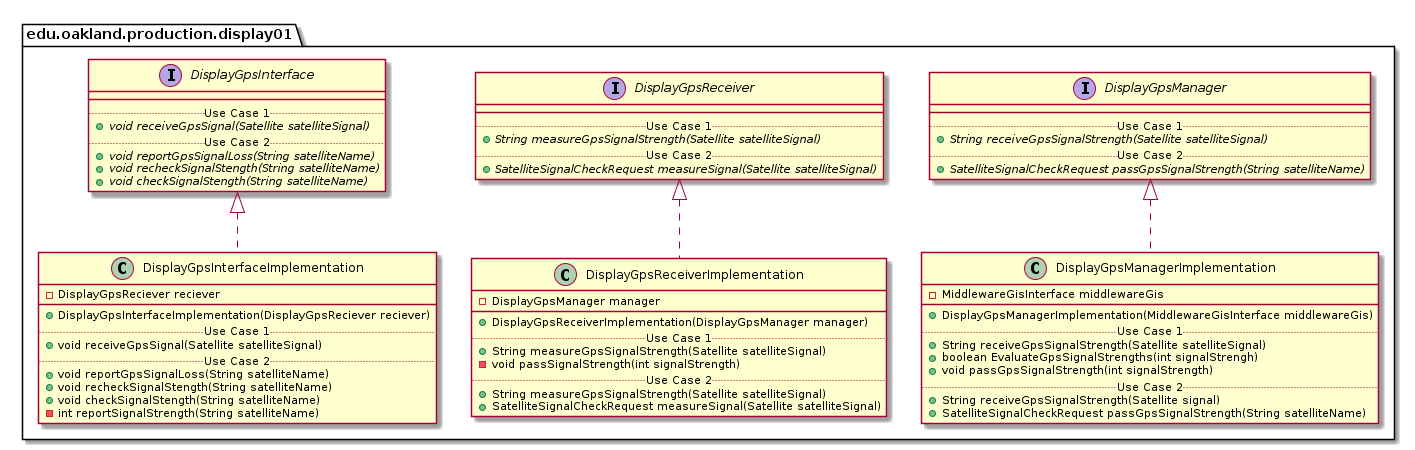 edu.oakland.production.display01
I DisplayGpsInterface
Use Case 1
void receiveGpsSignal(Satellite satelliteSignal)
Use Case 2
void reportGpsSignalLoss(String satelliteName)
void recheckSignalStength(String satelliteName)
void checkSignalStength(String satelliteName)
I DisplayGpsReceiver
Use Case 1
String measureGpsSignalStrength(Satellite satelliteSignal)
Use Case 2
SatelliteSignalCheckRequest measureSignal(Satellite satelliteSignal)
I DisplayGpsManager
Use Case 1
String receiveGpsSignalStrength(Satellite satelliteSignal)
Use Case 2
SatelliteSignalCheckRequest passGpsSignalStrength(String satelliteName)
C DisplayGpsInterfaceImplementation
DisplayGpsReciever reciever
DisplayGpsInterfaceImplementation(DisplayGpsReciever reciever)
Use Case 1
void receiveGpsSignal(Satellite satelliteSignal)
Use Case 2
void reportGpsSignalLoss(String satelliteName)
void recheckSignalStength(String satelliteName)
void checkSignalStength(String satelliteName)
int reportSignalStrength(String satelliteName)
C DisplayGpsReceiverImplementation
DisplayGpsManager manager
DisplayGpsReceiverImplementation(DisplayGpsManager manager)
Use Case 1
String measureGpsSignalStrength(Satellite satelliteSignal)
void passSignalStrength(int signalStrength)
Use Case 2
String measureGpsSignalStrength(Satellite satelliteSignal)
SatelliteSignalCheckRequest measureSignal(Satellite satelliteSignal)
C DisplayGpsManagerImplementation
MiddlewareGisInterface middlewareGis
DisplayGpsManagerImplementation(MiddlewareGisInterface middlewareGis)
Use Case 1
String receiveGpsSignalStrength(Satellite satelliteSignal)
boolean EvaluateGpsSignalStrengths(int signalStrengh)
void passGpsSignalStrength(int signalStrength)
Use Case 2
String receiveGpsSignalStrength(Satellite signal)
SatelliteSignalCheckRequest passGpsSignalStrength(String satelliteName)